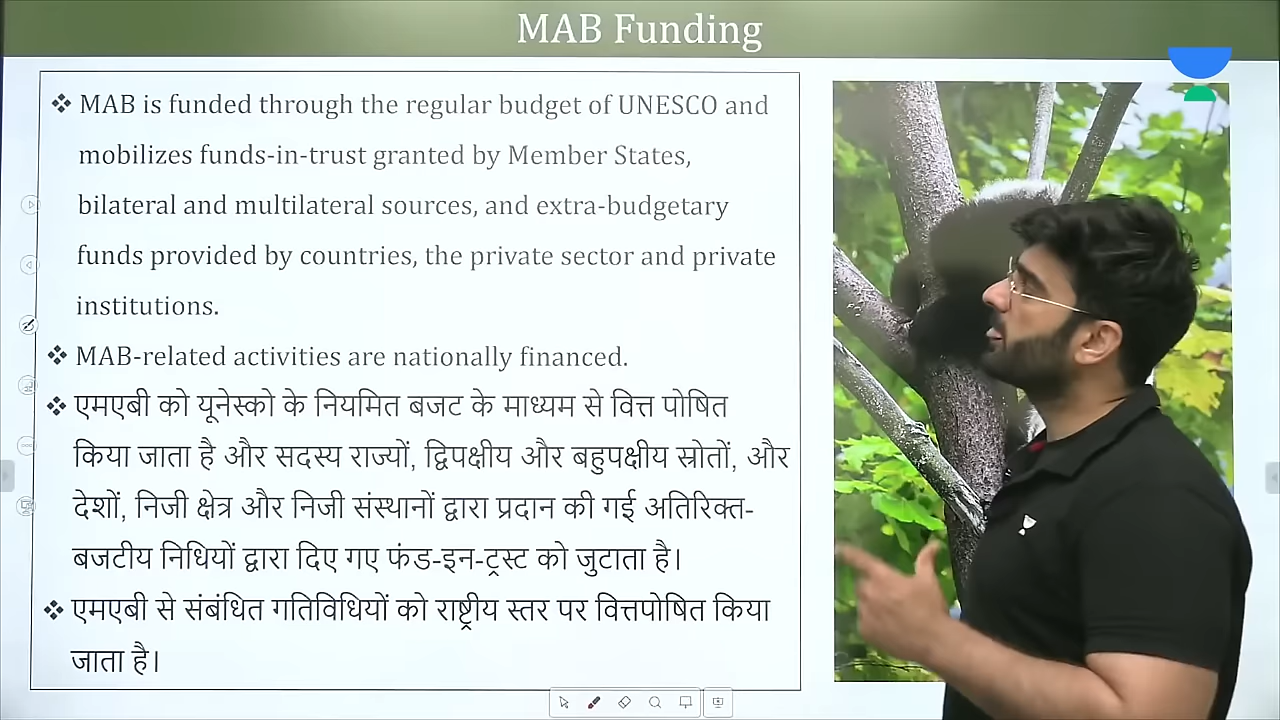 MAB Funding
❖ MAB is funded through the regular budget of UNESCO and
mobilizes funds-in-trust granted by Member States,
bilateral and multilateral sources, and extra-budgetary
funds provided by countries, the private sector and private
institutions.
❖ MAB-related activities are nationally financed.
❖ एमएबी को यूनेस्को के नियमित बजट के माध्यम से वित्त पोषित
किया जाता है और सदस्य राज्यों, द्विपक्षीय और बहुपक्षीय स्रोतों, और
देशों, निजी क्षेत्र और निजी संस्थानों द्वारा प्रदान की गई अतिरिक्त-
बजटीय निधियों द्वारा दिए गए फंड-इन-ट्रस्ट को जुटाता है।
❖ एमएबी से संबंधित गतिविधियों को राष्ट्रीय स्तर पर वित्तपोषित किया
जाता है।